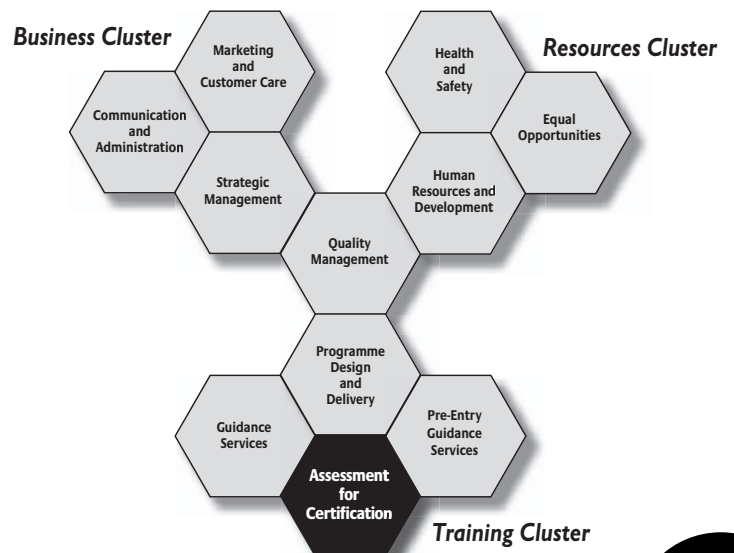 Business Cluster
Marketing
and
Customer Care
Communication
and
Administration
Strategic
Management
Resources Cluster
Health
and
Safety
Equal
Opportunities
Human
Resources and
Development
Quality
Management
Programme
Design
and
Delivery
Guidance
Services
Pre-Entry
Guidance
Services
Assessment
for
Certification
Training Cluster